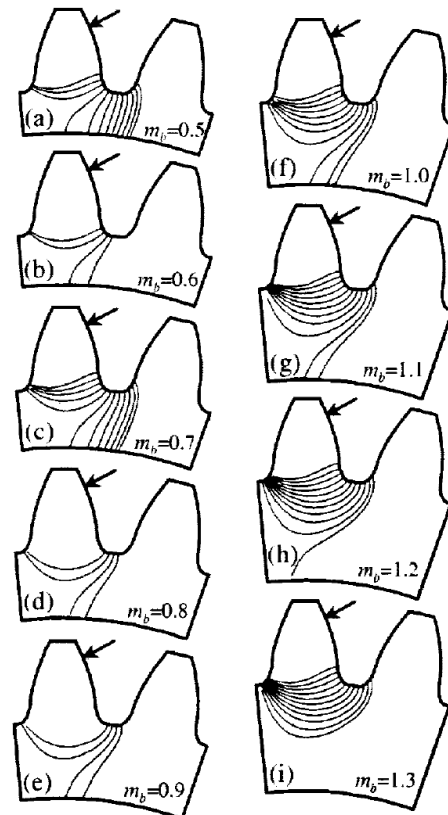 (a)
m_b=0.5
(b)
m_b=0.6
(c)
m_b=0.7
(d)
m_b=0.8
(e)
m_b=0.9
(f)
m_b=1.0
(g)
m_b=1.1
(h)
m_b=1.2
(i)
m_b=1.3